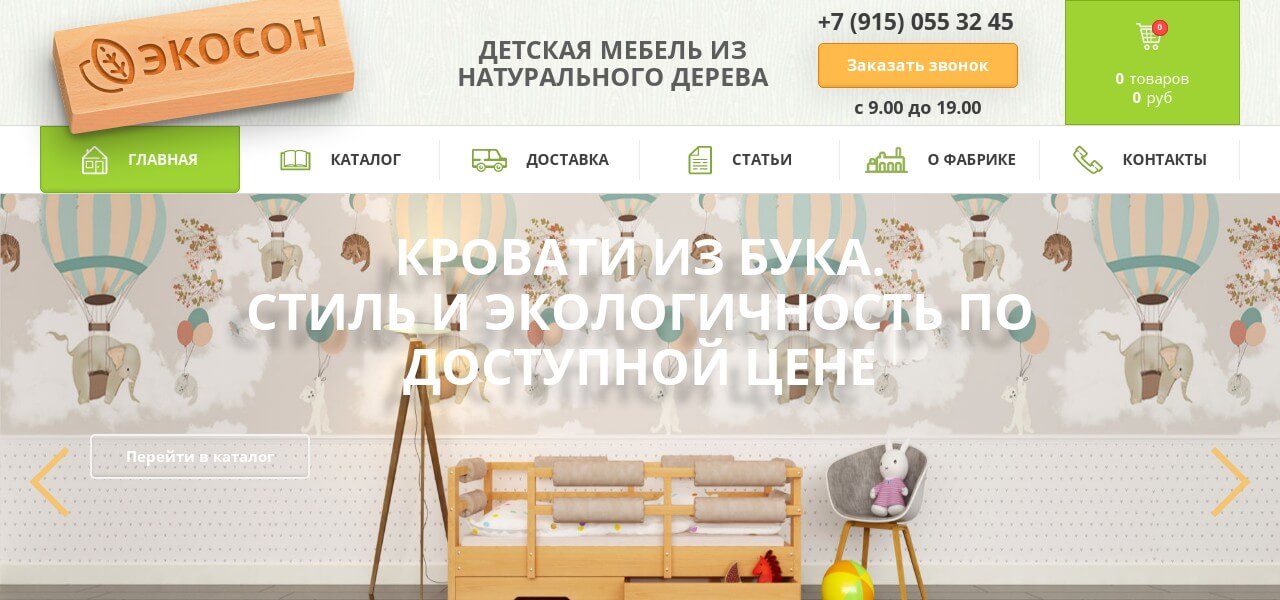 ЭКОСОН
ДЕТСКАЯ МЕБЕЛЬ ИЗ
НАТУРАЛЬНОГО ДЕРЕВА
+7 (915) 055 32 45
Заказать звонок
с 9.00 до 19.00
0
0 товаров
0 руб
ГЛАВНАЯ
КАТАЛОГ
ДОСТАВКА
СТАТЬИ
О ФАБРИКЕ
КОНТАКТЫ
КРОВАТИ ИЗ БУКА.
СТИЛЬ И ЭКОЛОГИЧНОСТЬ ПО
ДОСТУПНОЙ ЦЕНЕ
Перейти в каталог